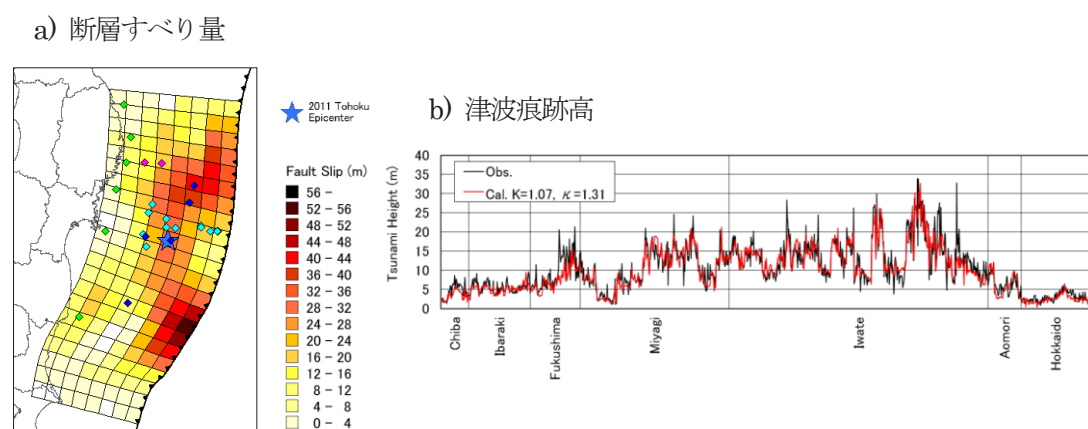 a) 断層すべり量
2011 Tohoku
Epicenter
Fault Slip (m)
56 -
52 - 56
48 - 52
44 - 48
40 - 44
36 - 40
32 - 36
28 - 32
24 - 28
20 - 24
16 - 20
12 - 16
8 - 12
4 - 8
0 - 4
b) 津波痕跡高
Tsunami Height (m)
40
35
30
25
20
15
10
5
0
Obs.
Cal. K=1.07, κ=1.31
Chiba
Ibaraki
Fukushima
Miyagi
Iwate
Aomori
Hokkaido